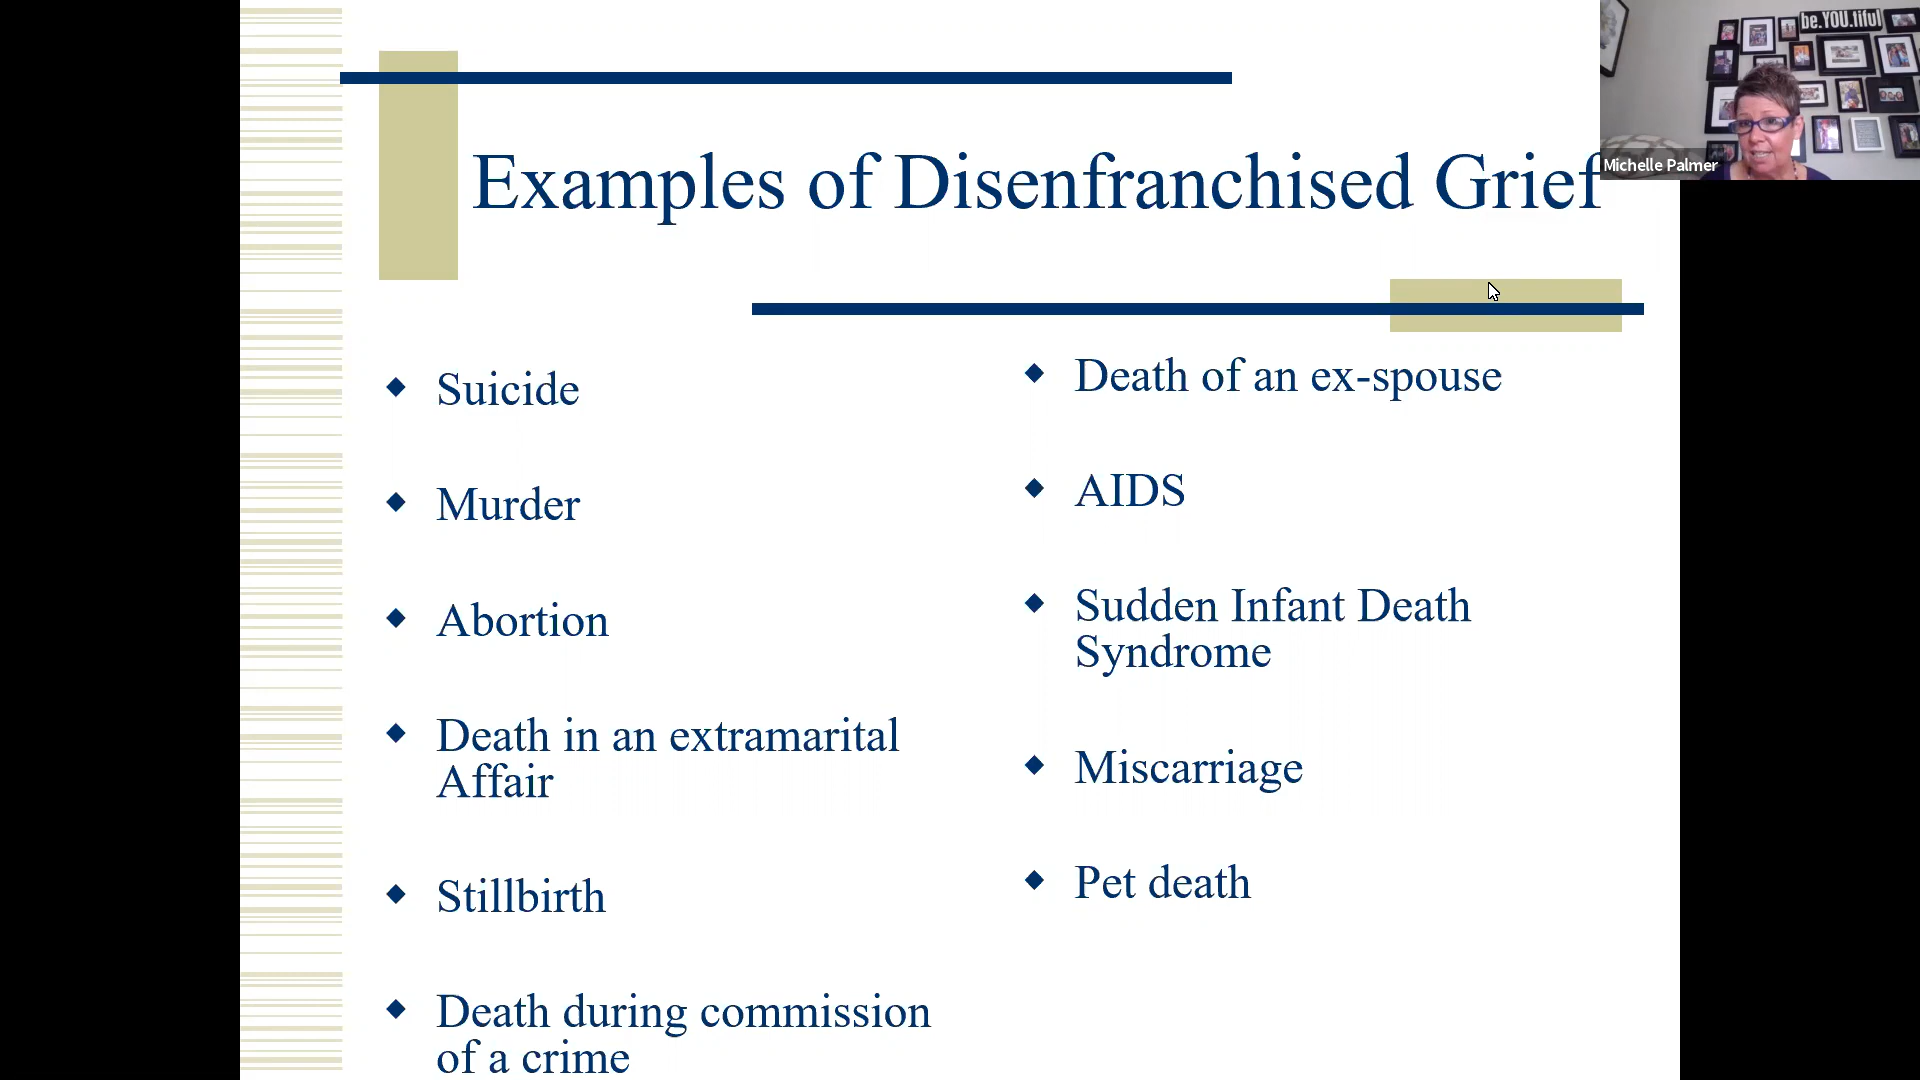 be.YOU.tiful
Michelle Palmer
Examples of Disenfranchised Grief
Suicide
Murder
Abortion
Death in an extramarital
Affair
Stillbirth
Death during commission
of a crime
Death of an ex-spouse
AIDS
Sudden Infant Death
Syndrome
Miscarriage
Pet death